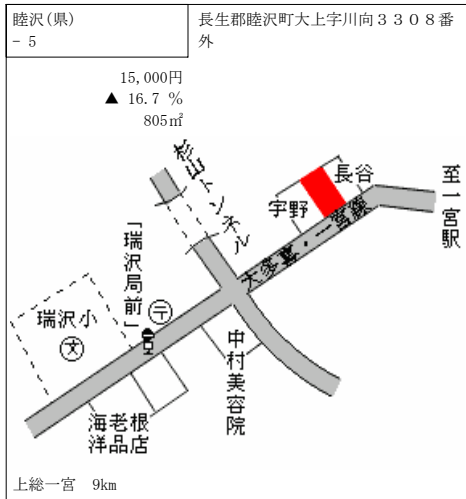 睦沢(県)
- 5
長生郡睦沢町大上字川向3308番
外
15,000円
▲ 16.7 %
805㎡
杉山トンネル
長谷
宇野
至一宮駅
大多喜・一宮線
「瑞沢局前」
〒
瑞沢小
文
中村美容院
海老根
洋品店
上総一宮 9km